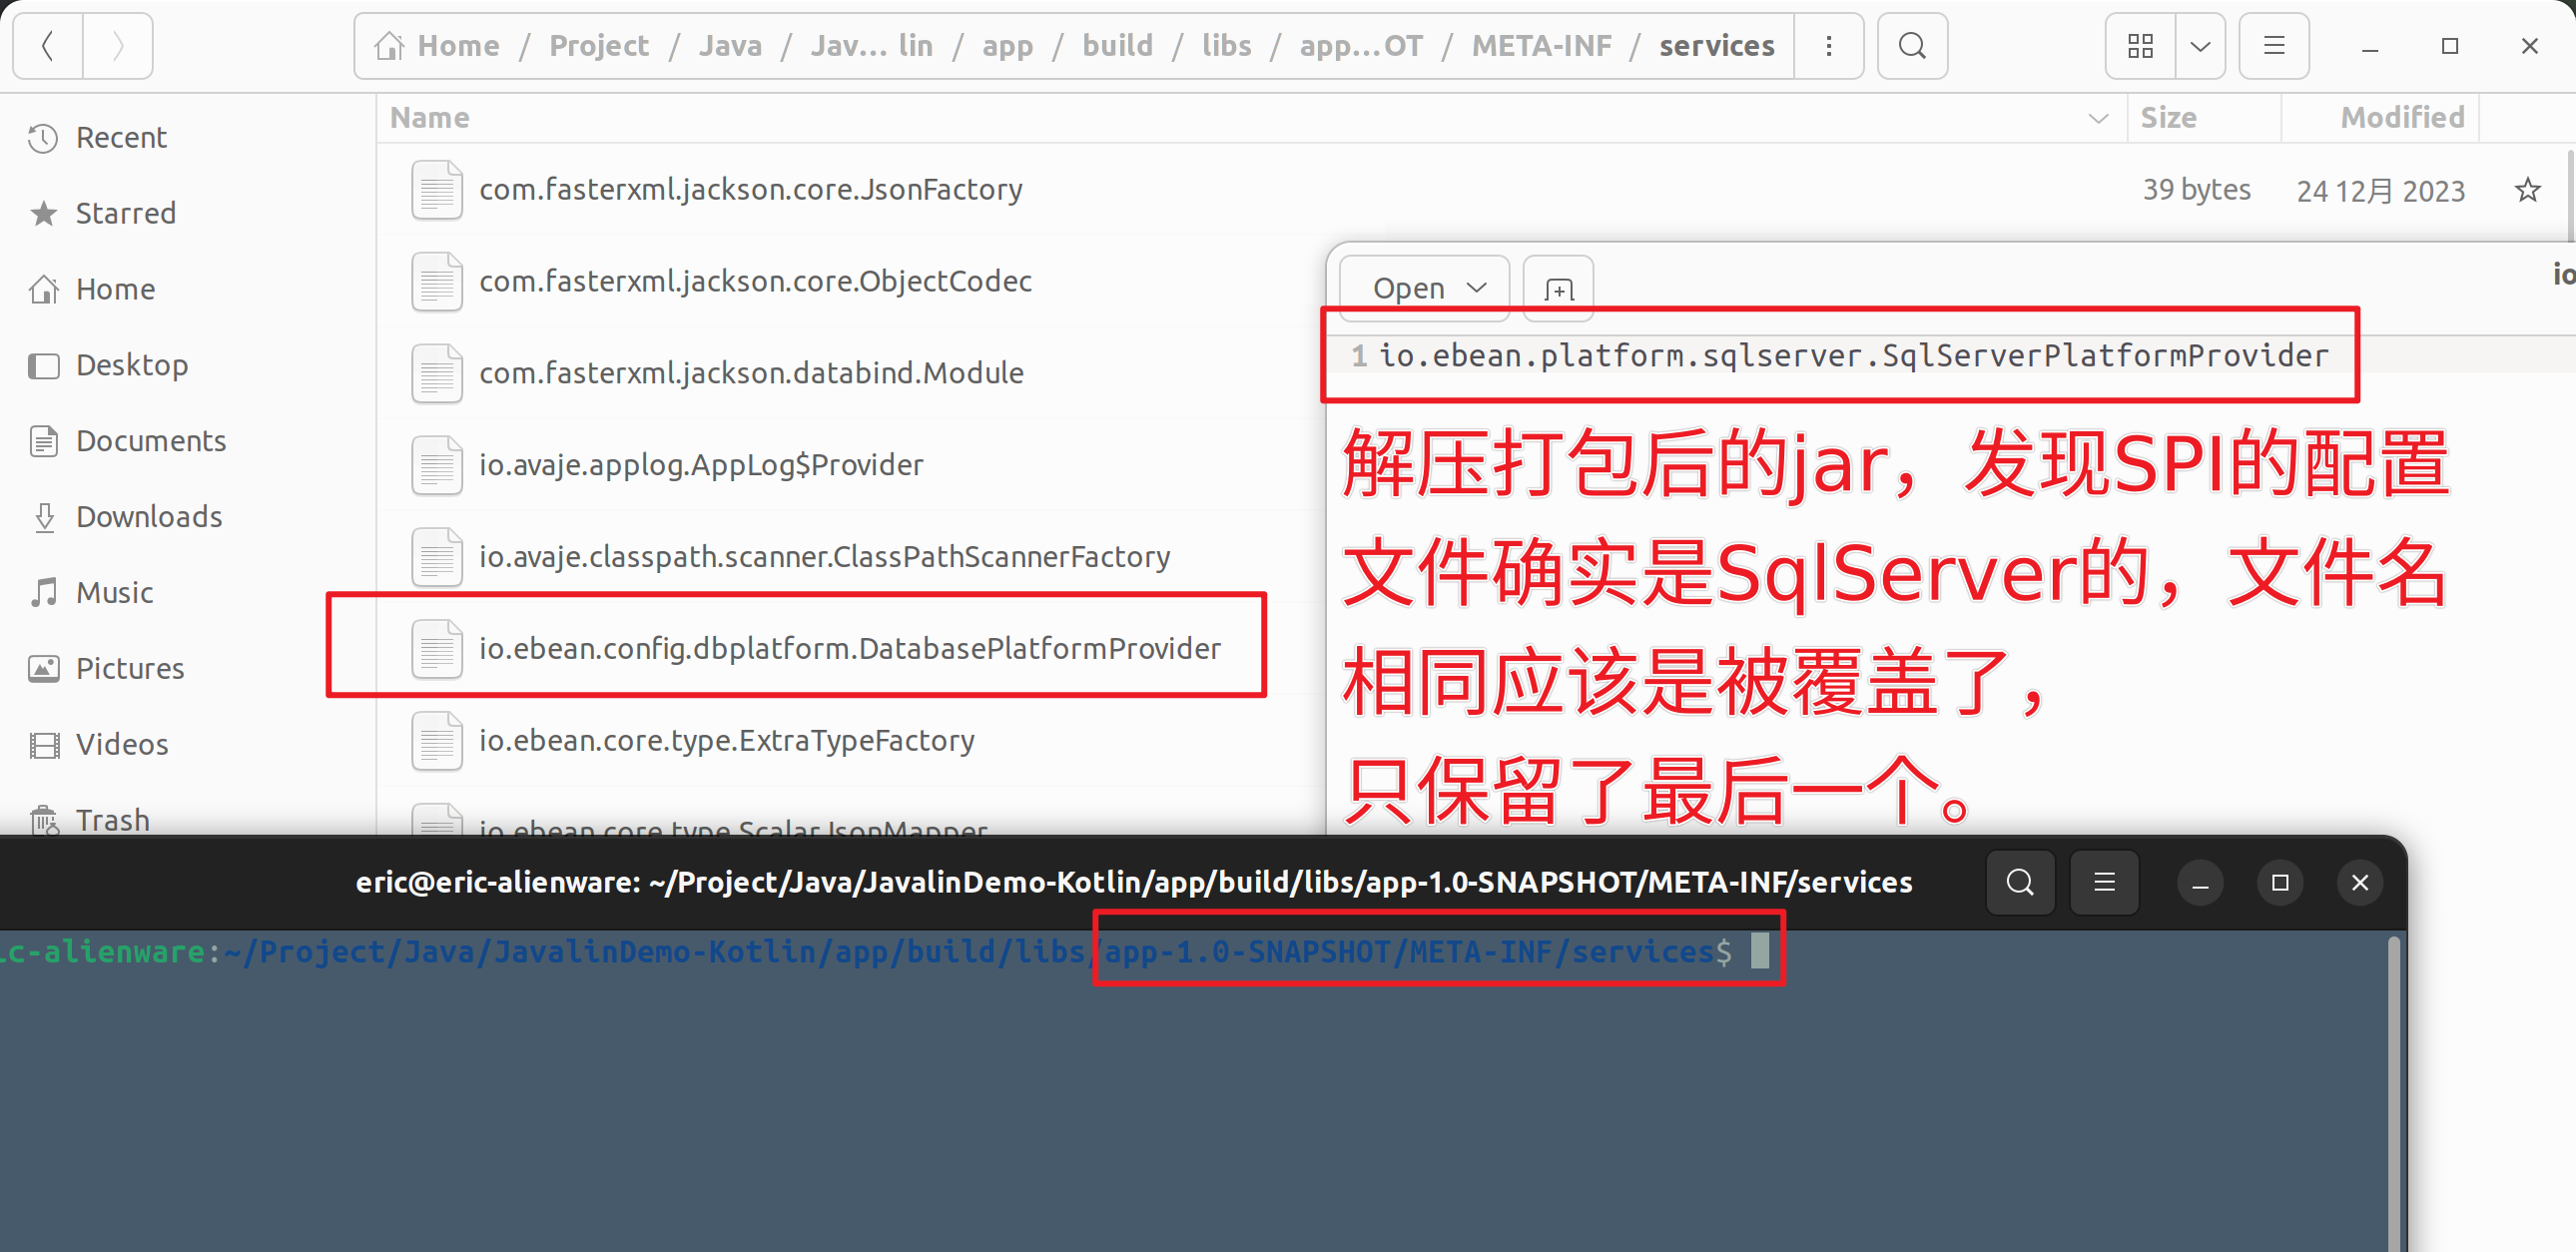 Home / Project / Java / Jav... lin / app / build / libs / app...OT / META-INF / services
Name Size Modified
Recent
Starred
Home
Desktop
Documents
Downloads
Music
Pictures
Videos
Trash
com.fasterxml.jackson.core.JsonFactory 39 bytes 24 12月 2023
com.fasterxml.jackson.core.ObjectCodec
com.fasterxml.jackson.databind.Module
io.avaje.applog.AppLog$Provider
io.avaje.classpath.scanner.ClassPathScannerFactory
io.ebean.config.dbplatform.DatabasePlatformProvider
io.ebean.core.type.ExtraTypeFactory
io.ebean.core.type.ScalarJsonMapper
Open
io
1 io.ebean.platform.sqlserver.SqlServerPlatformProvider
解压打包后的jar，发现SPI的配置
文件确实是SqlServer的，文件名
相同应该是被覆盖了，
只保留了最后一个。
eric@eric-alienware: ~/Project/Java/JavalinDemo-Kotlin/app/build/libs/app-1.0-SNAPSHOT/META-INF/services
ic-alienware:~/Project/Java/JavalinDemo-Kotlin/app/build/libs/app-1.0-SNAPSHOT/META-INF/services$